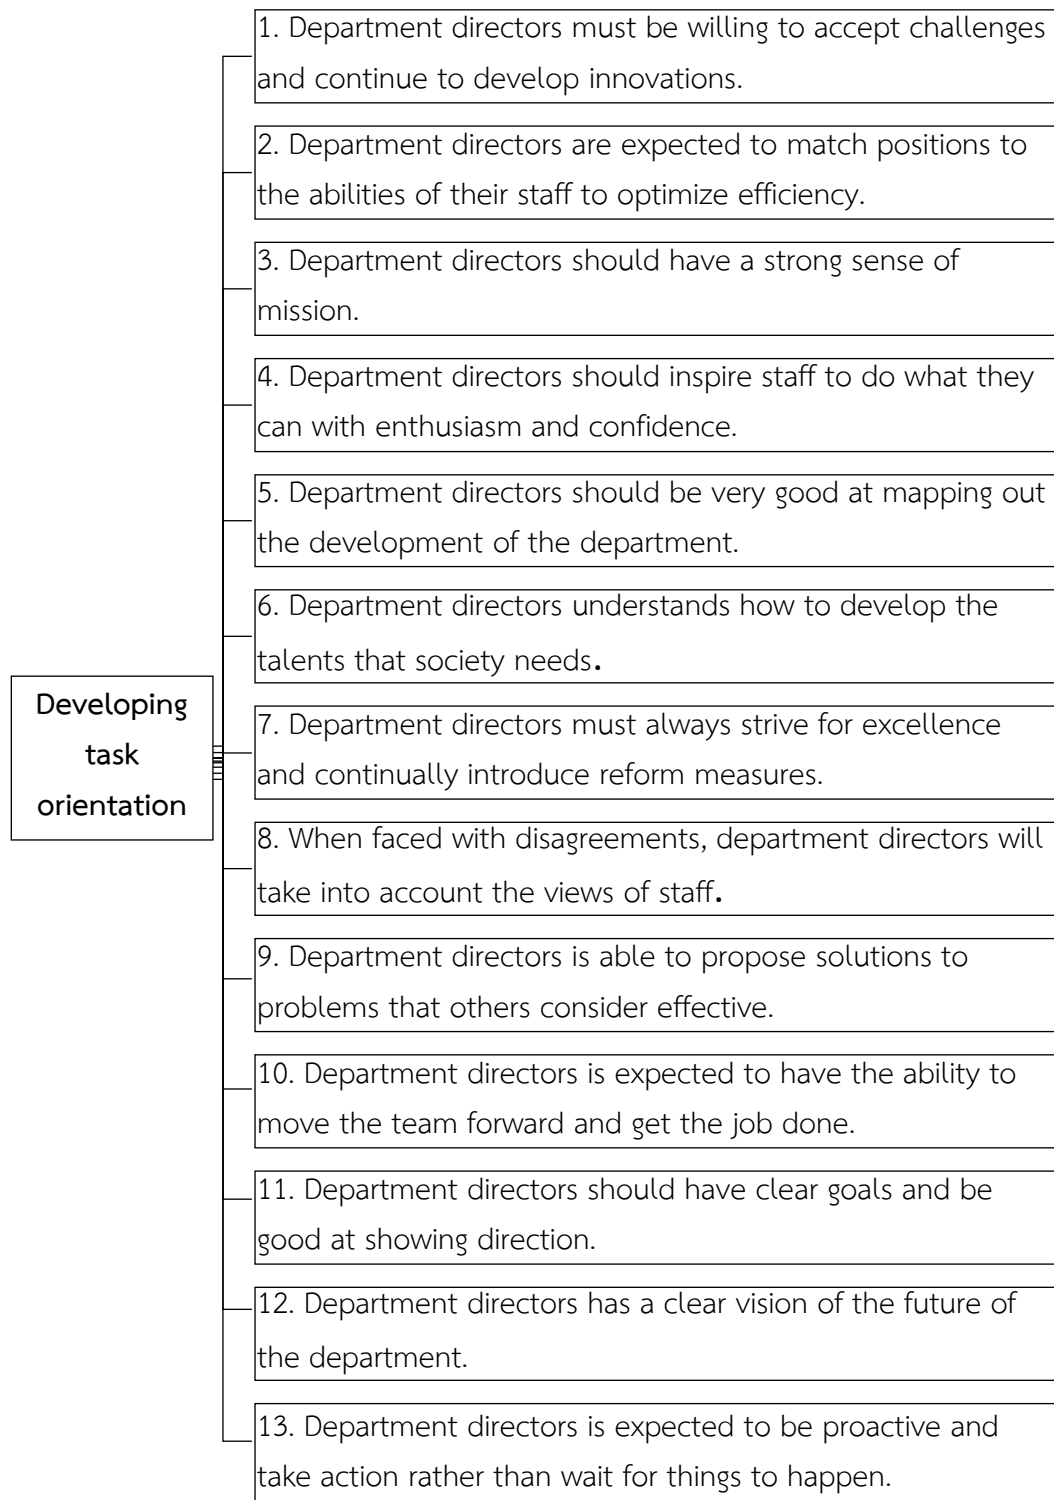 1. Department directors must be willing to accept challenges
and continue to develop innovations.
2. Department directors are expected to match positions to
the abilities of their staff to optimize efficiency.
3. Department directors should have a strong sense of
mission.
4. Department directors should inspire staff to do what they
can with enthusiasm and confidence.
5. Department directors should be very good at mapping out
the development of the department.
6. Department directors understands how to develop the
talents that society needs.
Developing
task
orientation
7. Department directors must always strive for excellence
and continually introduce reform measures.
8. When faced with disagreements, department directors will
take into account the views of staff.
9. Department directors is able to propose solutions to
problems that others consider effective.
10. Department directors is expected to have the ability to
move the team forward and get the job done.
11. Department directors should have clear goals and be
good at showing direction.
12. Department directors has a clear vision of the future of
the department.
13. Department directors is expected to be proactive and
take action rather than wait for things to happen.